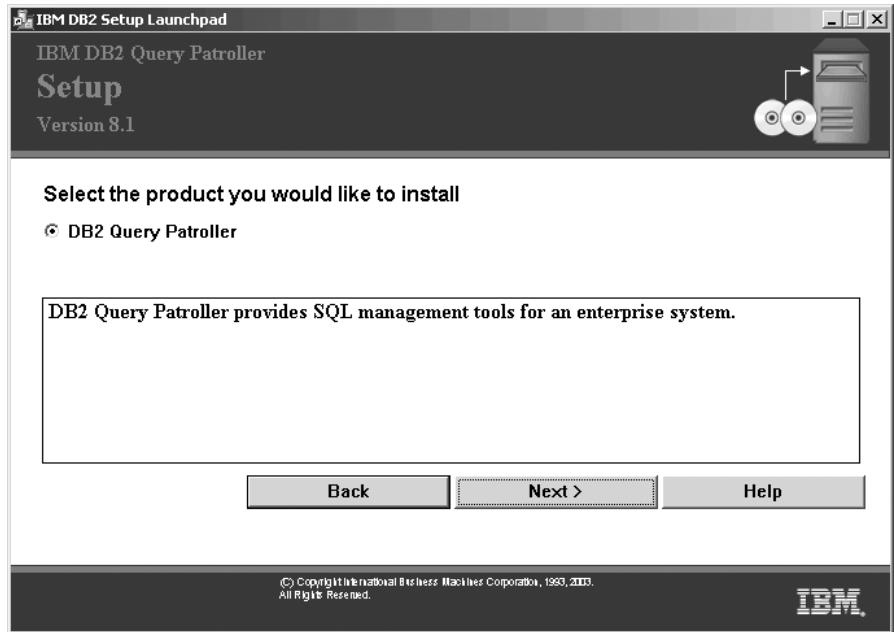 IBM DB2 Setup Launchpad
IBM DB2 Query Patroller
Setup
Version 8.1
Select the product you would like to install
DB2 Query Patroller
DB2 Query Patroller provides SQL management tools for an enterprise system.
Back
Next >
Help
(C) Copyright International Business Machines Corporation, 1993, 2003.
All Rights Reserved.
IBM.